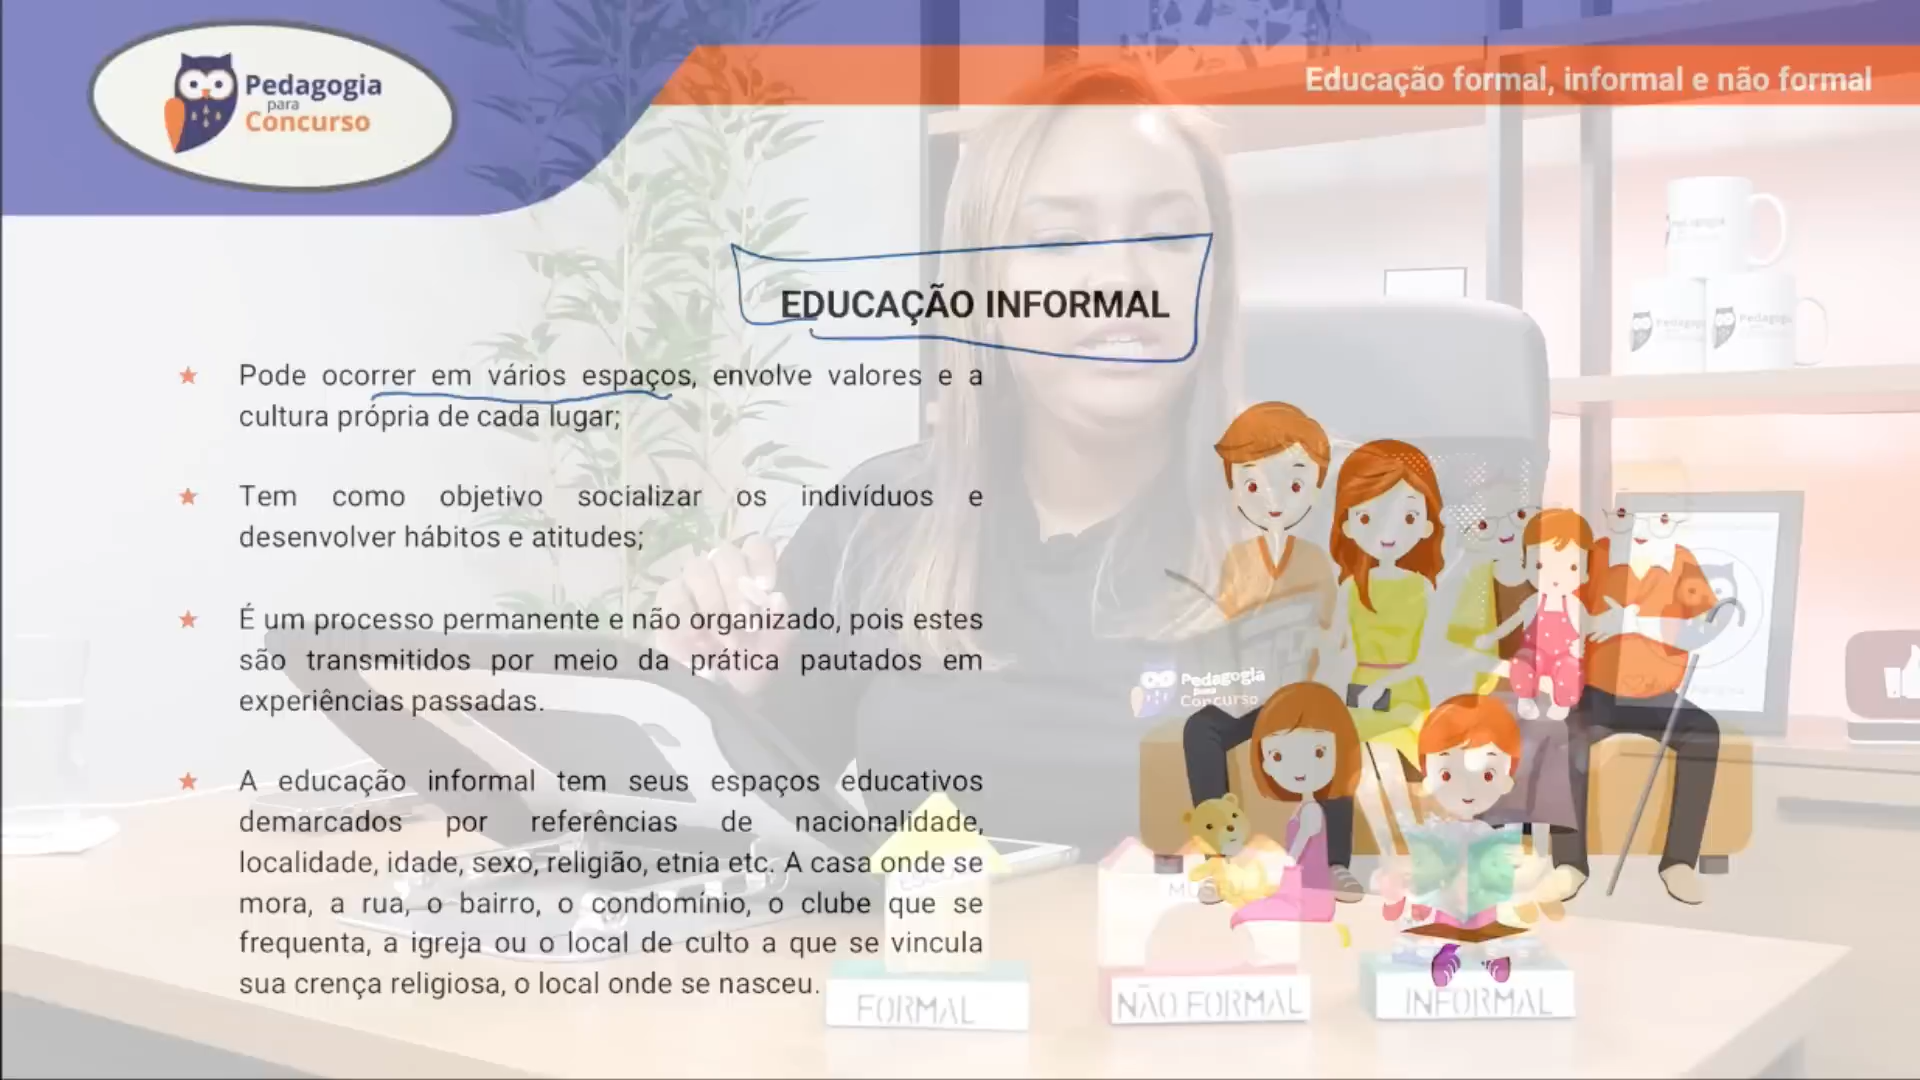 Pedagogia
para
Concurso
Educação formal, informal e não formal
EDUCAÇÃO INFORMAL
Pode ocorrer em vários espaços, envolve valores e a
cultura própria de cada lugar;
Tem como objetivo socializar os indivíduos e
desenvolver hábitos e atitudes;
É um processo permanente e não organizado, pois estes
são transmitidos por meio da prática pautados em
experiências passadas.
A educação informal tem seus espaços educativos
demarcados por referências de nacionalidade,
localidade, idade, sexo, religião, etnia etc. A casa onde se
mora, a rua, o bairro, o condomínio, o clube que se
frequenta, a igreja ou o local de culto a que se vincula
sua crença religiosa, o local onde se nasceu.
Pedagogia
para
Concurso
MUSEU
FORMAL
NÃO FORMAL
INFORMAL